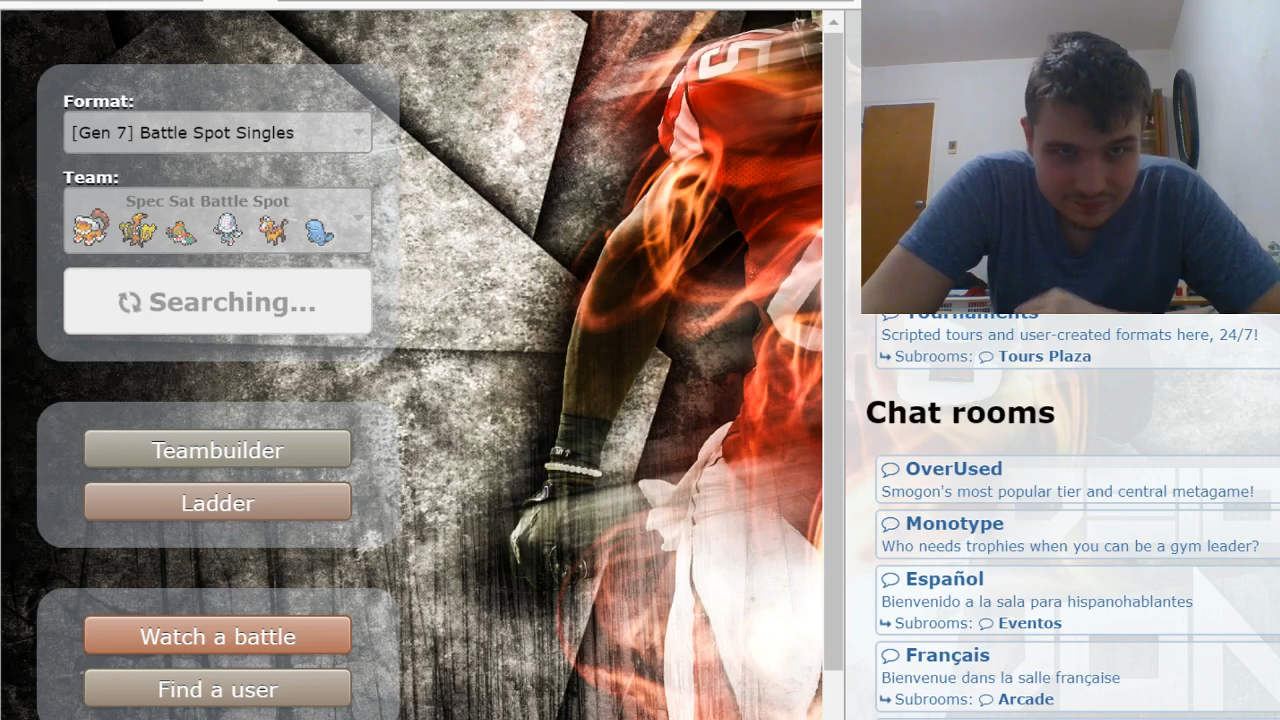 Format:
[Gen 7] Battle Spot Singles
Team:
Spec Sat Battle Spot
Searching...
Teambuilder
Ladder
Watch a battle
Find a user
5
Tournaments
Scripted tours and user-created formats here, 24/7!
Subrooms: Tours Plaza
Chat rooms
OverUsed
Smogon's most popular tier and central metagame!
Monotype
Who needs trophies when you can be a gym leader?
Español
Bienvenido a la sala para hispanohablantes
Subrooms: Eventos
Français
Bienvenue dans la salle française
Subrooms: Arcade